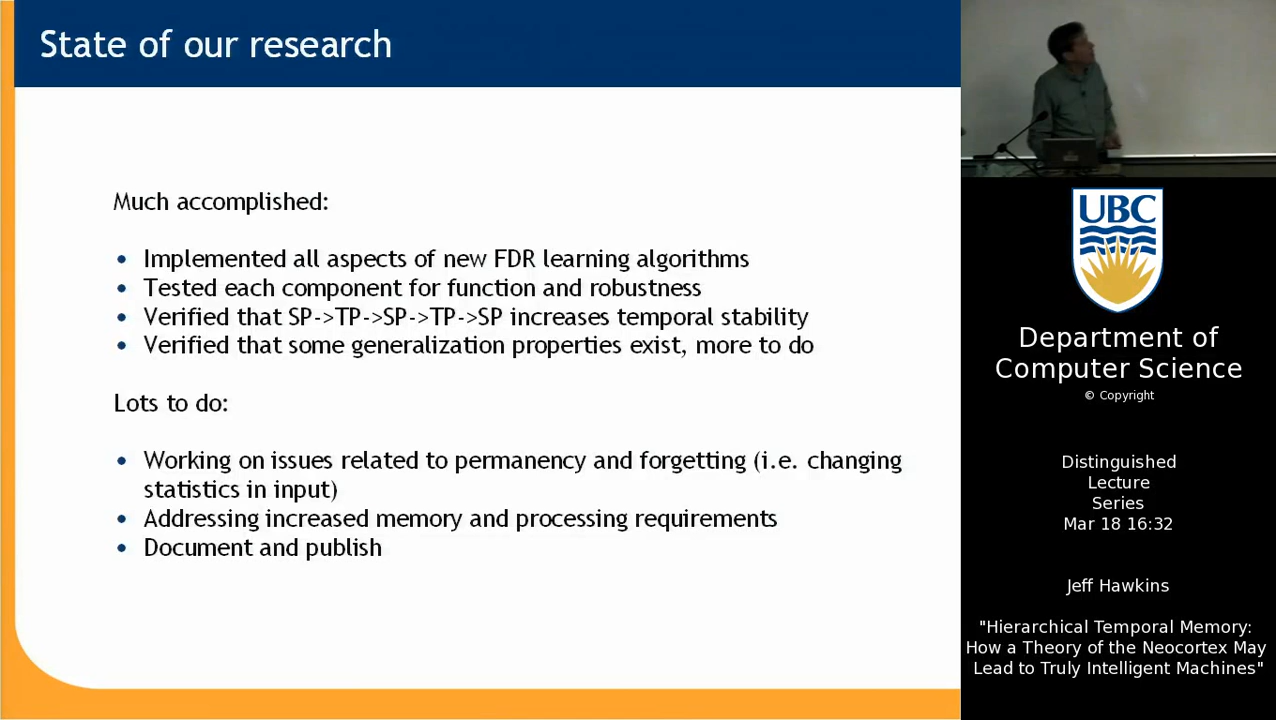 State of our research
Much accomplished:
• Implemented all aspects of new FDR learning algorithms
• Tested each component for function and robustness
• Verified that SP->TP->SP->TP->SP increases temporal stability
• Verified that some generalization properties exist, more to do
Lots to do:
• Working on issues related to permanency and forgetting (i.e. changing
statistics in input)
• Addressing increased memory and processing requirements
• Document and publish
UBC
Department of
Computer Science
© Copyright
Distinguished
Lecture
Series
Mar 18 16:32
Jeff Hawkins
"Hierarchical Temporal Memory:
How a Theory of the Neocortex May
Lead to Truly Intelligent Machines"